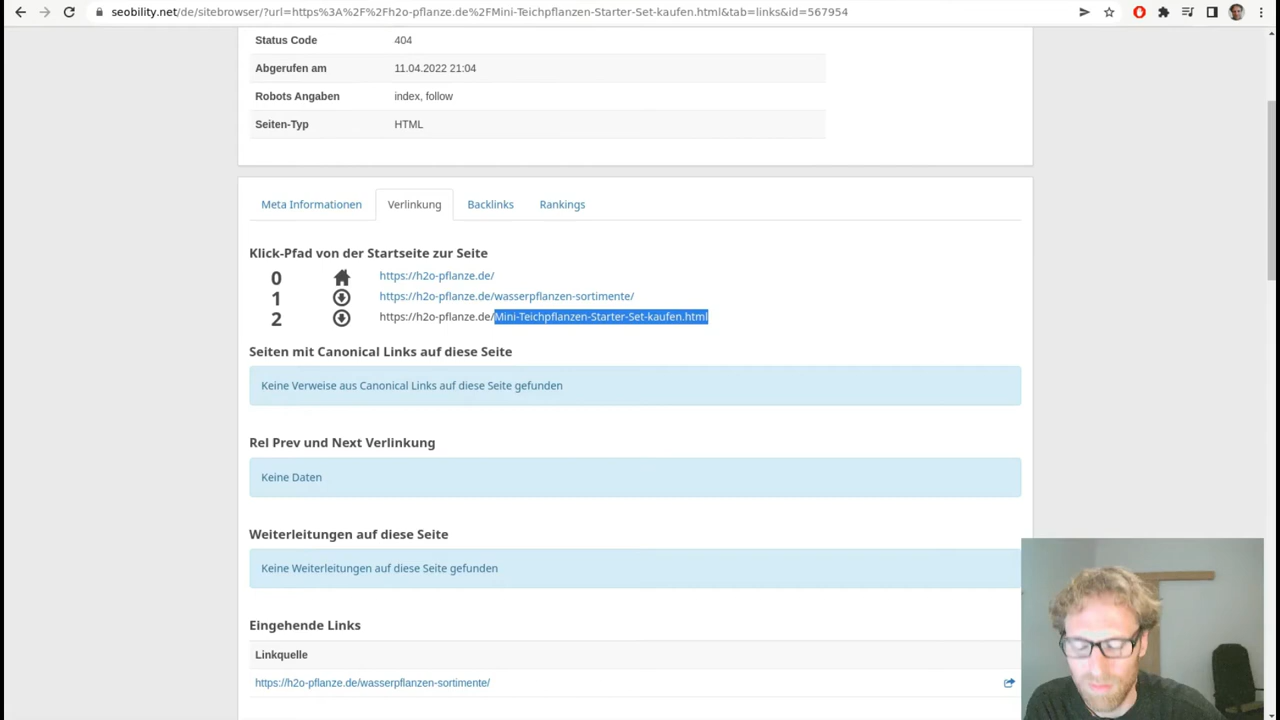 seobility.net/de/sitebrowser/?url=https%3A%2F%2Fh2o-pflanze.de%2FMini-Teichpflanzen-Starter-Set-kaufen.html&tab=links&id=567954
Status Code 404
Abgerufen am 11.04.2022 21:04
Robots Angaben index, follow
Seiten-Typ HTML
Meta Informationen Verlinkung Backlinks Rankings
Klick-Pfad von der Startseite zur Seite
0 https://h2o-pflanze.de/
1 https://h2o-pflanze.de/wasserpflanzen-sortimente/
2 https://h2o-pflanze.de/Mini-Teichpflanzen-Starter-Set-kaufen.html
Seiten mit Canonical Links auf diese Seite
Keine Verweise aus Canonical Links auf diese Seite gefunden
Rel Prev und Next Verlinkung
Keine Daten
Weiterleitungen auf diese Seite
Keine Weiterleitungen auf diese Seite gefunden
Eingehende Links
Linkquelle
https://h2o-pflanze.de/wasserpflanzen-sortimente/